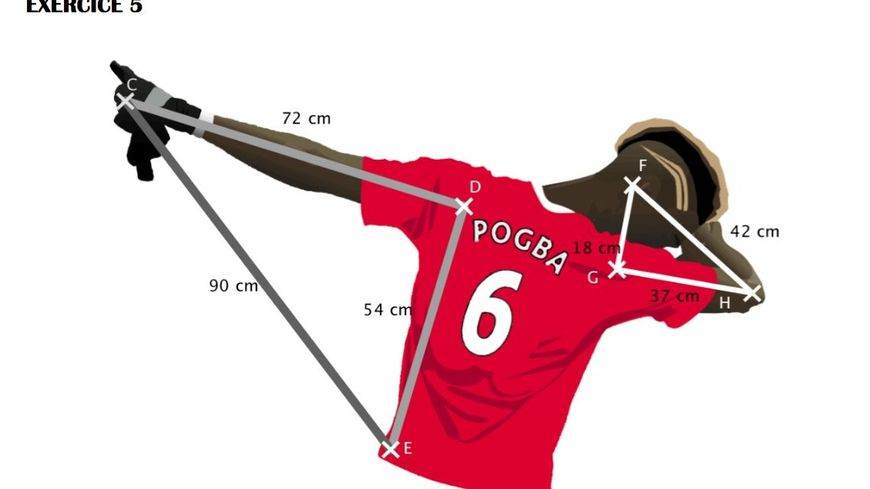 EXERCICE 5
C
72 cm
F
D
42 cm
POGBA
18 cm
G
90 cm
37 cm
H
54 cm
6
E